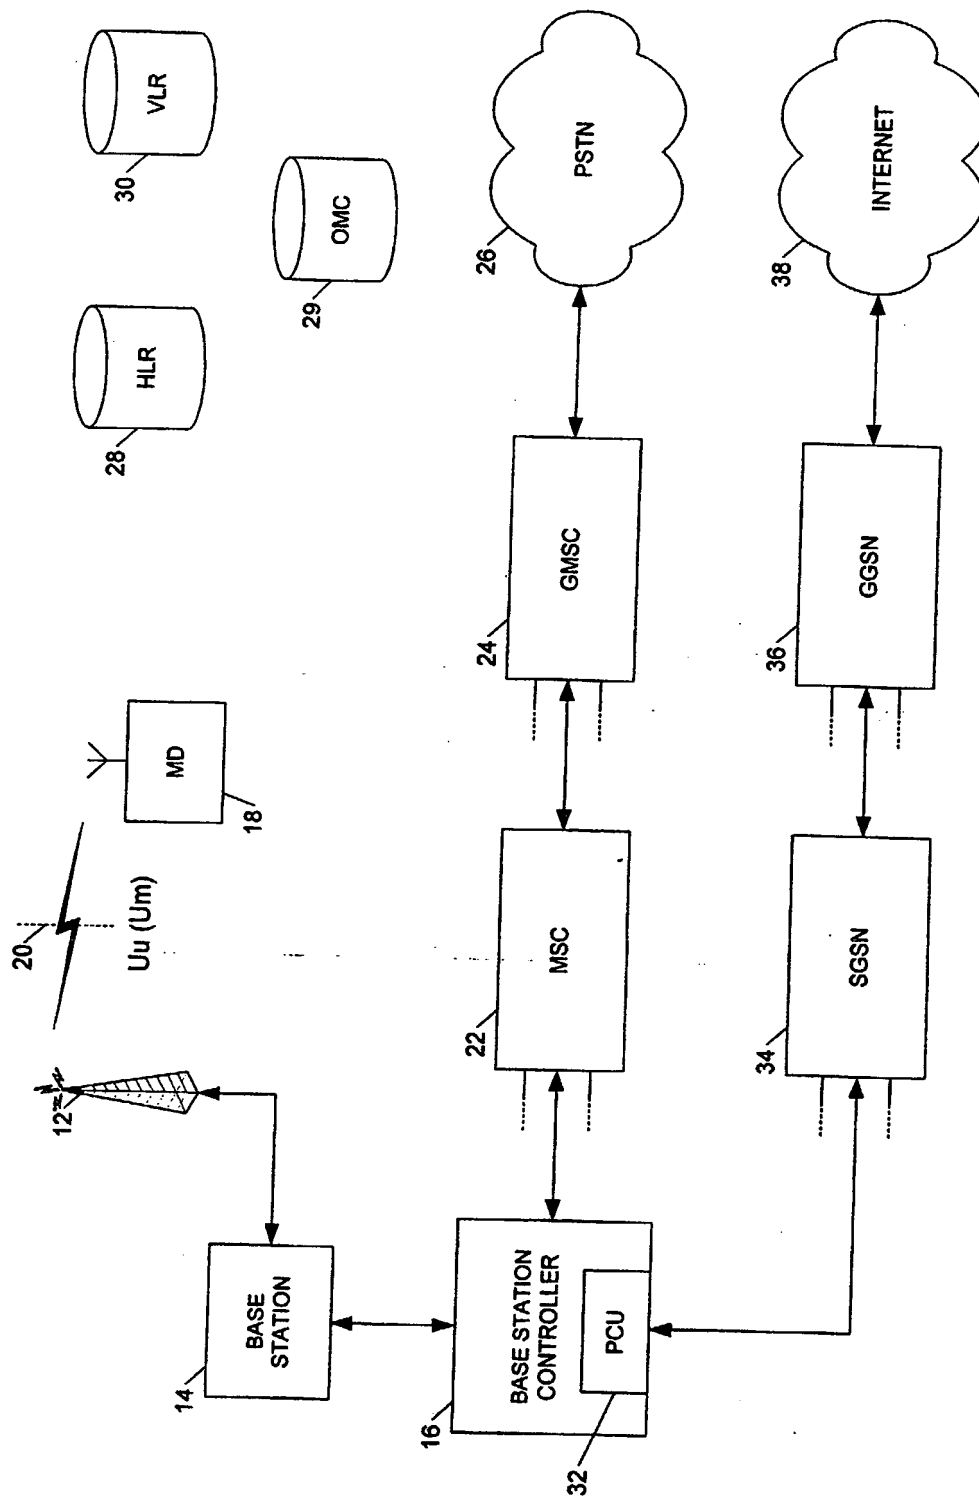 20
Uu (Um)
12
MD
18
HLR
28
VLR
30
OMC
29
BASE
STATION
14
BASE STATION
CONTROLLER
16
PCU
32
MSC
22
GMSC
24
PSTN
26
SGSN
34
GGSN
36
INTERNET
38